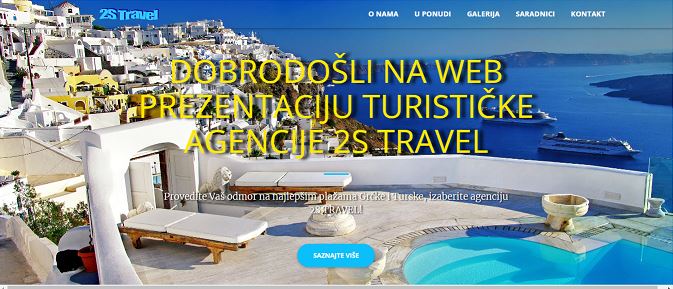 2S Travel
O NAMA
U PONUDI
GALERIJA
SARADNICI
KONTAKT
DOBRODOŠLI NA WEB
PREZENTACIJU TURISTIČKE
AGENCIJE 2S TRAVEL
Provedite Vaš odmor na najlepšim plažama Grčke i Turske, izaberite agenciju
2S TRAVEL!
SAZNAJTE VIŠE